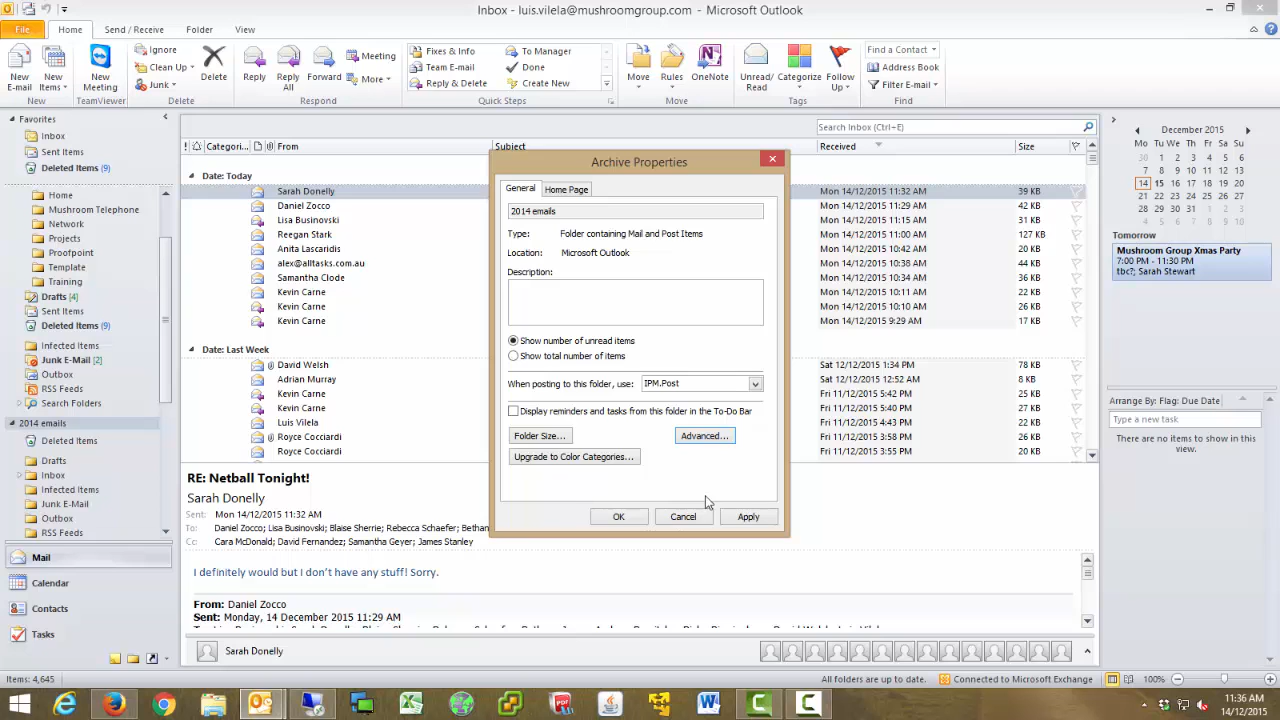 Inbox - luis.vilela@mushroomgroup.com - Microsoft Outlook
File Home Send / Receive Folder View
New E-mail
New Items
New
New Meeting
TeamViewer
Ignore
Clean Up
Junk
Delete
Delete
Reply
Reply All
Forward
Meeting
More
Respond
Fixes & Info
Team E-mail
Reply & Delete
To Manager
Done
Create New
Quick Steps
Move
Rules
OneNote
Move
Unread/ Read
Categorize
Follow Up
Tags
Find a Contact
Address Book
Filter E-mail
Find
Favorites
Inbox
Sent Items
Deleted Items (9)
Home
Mushroom Telephone
Network
Projects
Proofpoint
Template
Training
Drafts [4]
Sent Items
Deleted Items (9)
Infected Items
Junk E-Mail [2]
Outbox
RSS Feeds
Search Folders
2014 emails
Deleted Items
Drafts
Inbox
Infected Items
Junk E-Mail
Outbox
RSS Feeds
Mail
Calendar
Contacts
Tasks
Search Inbox (Ctrl+E)
Categori... From Subject Received Size
Date: Today
Sarah Donelly Mon 14/12/2015 11:32 AM 39 KB
Daniel Zocco Mon 14/12/2015 11:29 AM 42 KB
Lisa Businovski Mon 14/12/2015 11:15 AM 31 KB
Reegan Stark Mon 14/12/2015 11:00 AM 127 KB
Anita Lascaridis Mon 14/12/2015 10:42 AM 20 KB
alex@alltasks.com.au Mon 14/12/2015 10:38 AM 44 KB
Samantha Clode Mon 14/12/2015 10:34 AM 36 KB
Kevin Carne Mon 14/12/2015 10:11 AM 22 KB
Kevin Carne Mon 14/12/2015 10:10 AM 26 KB
Kevin Carne Mon 14/12/2015 9:29 AM 17 KB
Date: Last Week
David Welsh Sat 12/12/2015 1:34 PM 78 KB
Adrian Murray Sat 12/12/2015 12:52 AM 8 KB
Kevin Carne Fri 11/12/2015 5:42 PM 23 KB
Kevin Carne Fri 11/12/2015 5:40 PM 21 KB
Luis Vilela Fri 11/12/2015 4:43 PM 22 KB
Royce Cocciardi Fri 11/12/2015 3:58 PM 26 KB
Royce Cocciardi Fri 11/12/2015 3:55 PM 24 KB
Archive Properties
General Home Page
2014 emails
Type: Folder containing Mail and Post Items
Location: Microsoft Outlook
Description:
Show number of unread items
Show total number of items
When posting to this folder, use: IPM.Post
Display reminders and tasks from this folder in the To-Do Bar
Folder Size... Advanced...
Upgrade to Color Categories...
OK Cancel Apply
RE: Netball Tonight!
Sarah Donelly
Sent: Mon 14/12/2015 11:32 AM
To: Daniel Zocco; Lisa Businovski; Blaise Sherrie; Rebecca Schaefer; Bethan
Cc: Cara McDonald; David Fernandez; Samantha Geyer; James Stanley
I definitely would but I don't have any puff! Sorry.
From: Daniel Zocco
Sent: Monday, 14 December 2015 11:29 AM
Sarah Donelly
December 2015
Mo Tu We Th Fr Sa Su
30 1 2 3 4 5 6
7 8 9 10 11 12 13
14 15 16 17 18 19 20
21 22 23 24 25 26 27
28 29 30 31 1 2 3
4 5 6 7 8 9 10
Tomorrow
Mushroom Group Xmas Party
7:00 PM - 11:30 PM
tbc?; Sarah Stewart
Arrange By: Flag: Due Date
Type a new task
There are no items to show in this view.
Items: 4,645
All folders are up to date. Connected to Microsoft Exchange 100%
11:36 AM
14/12/2015